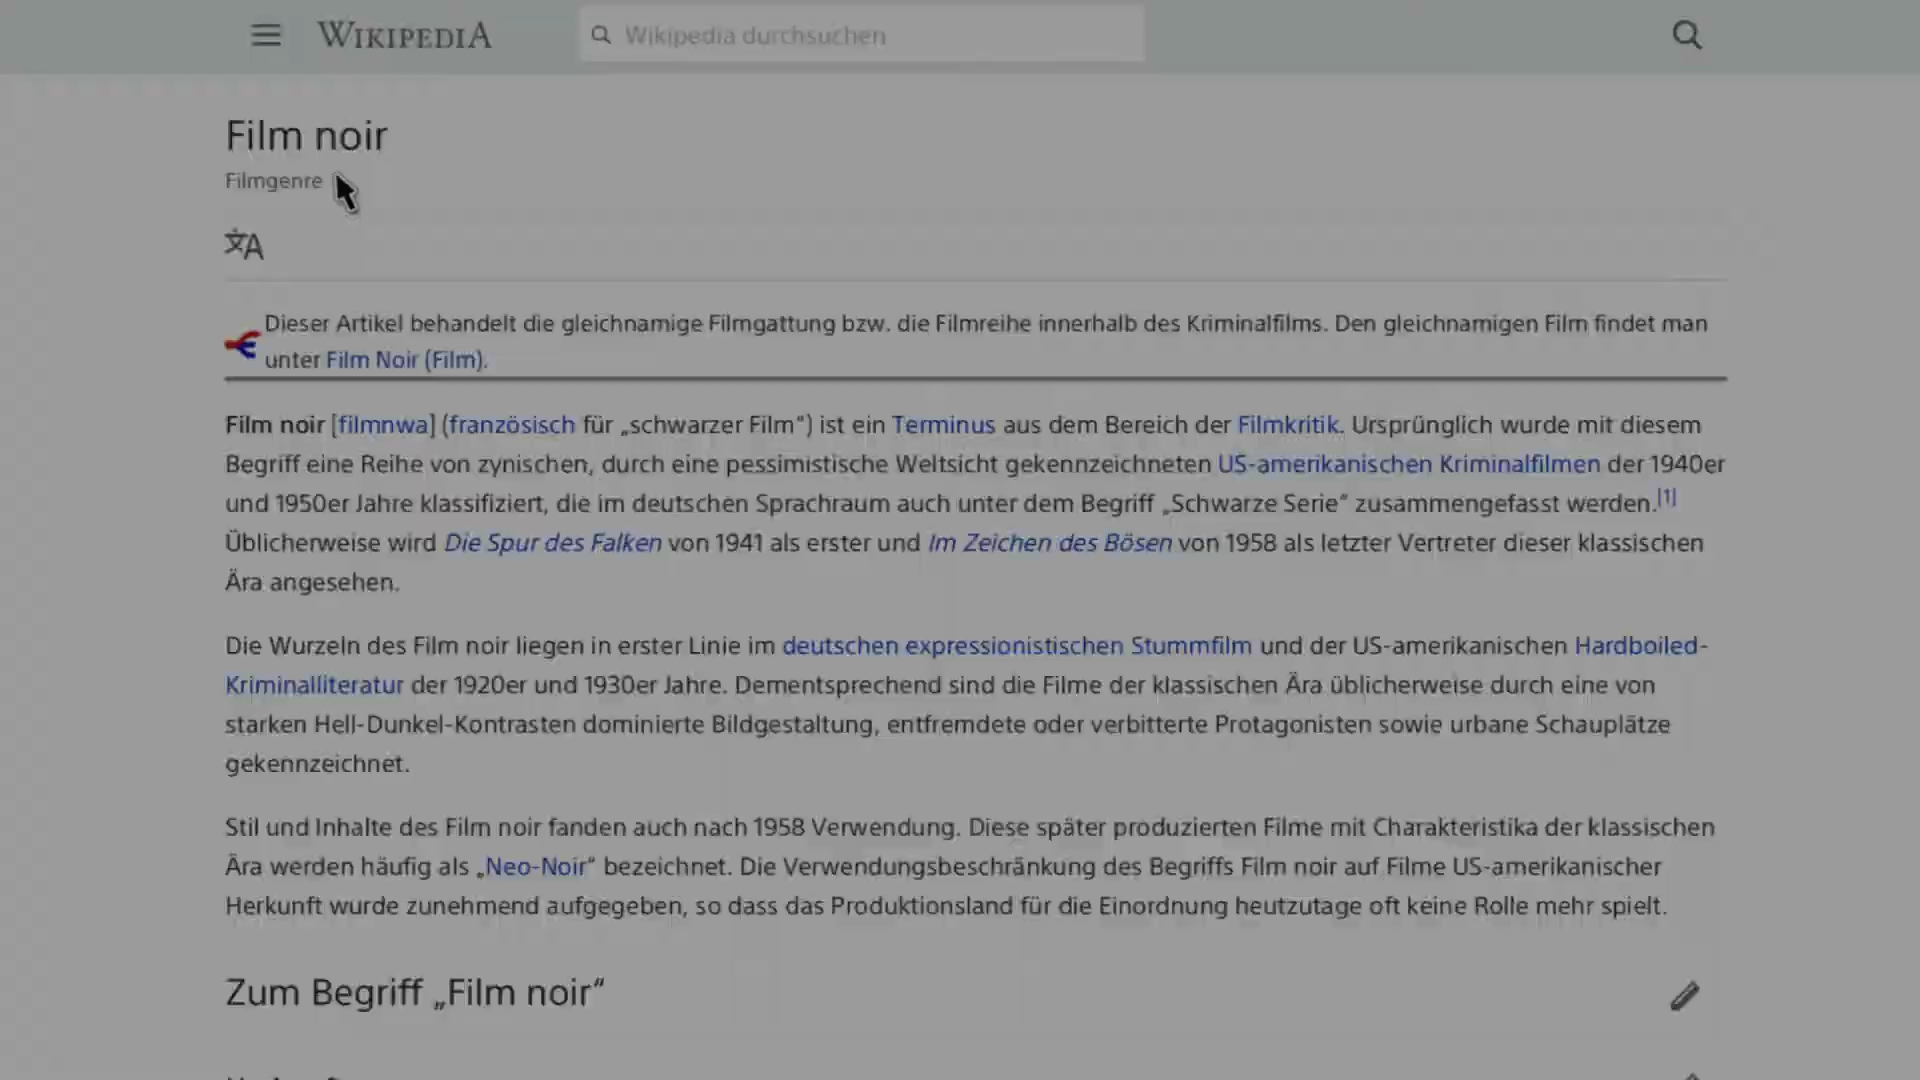 WIKIPEDIA
Wikipedia durchsuchen
Film noir
Filmgenre
Dieser Artikel behandelt die gleichnamige Filmgattung bzw. die Filmreihe innerhalb des Kriminalfilms. Den gleichnamigen Film findet man
unter Film Noir (Film).
Film noir [filmnwa] (französisch für „schwarzer Film“) ist ein Terminus aus dem Bereich der Filmkritik. Ursprünglich wurde mit diesem
Begriff eine Reihe von zynischen, durch eine pessimistische Weltsicht gekennzeichneten US-amerikanischen Kriminalfilmen der 1940er
und 1950er Jahre klassifiziert, die im deutschen Sprachraum auch unter dem Begriff „Schwarze Serie“ zusammengefasst werden.[1]
Üblicherweise wird Die Spur des Falken von 1941 als erster und Im Zeichen des Bösen von 1958 als letzter Vertreter dieser klassischen
Ära angesehen.
Die Wurzeln des Film noir liegen in erster Linie im deutschen expressionistischen Stummfilm und der US-amerikanischen Hardboiled-
Kriminalliteratur der 1920er und 1930er Jahre. Dementsprechend sind die Filme der klassischen Ära üblicherweise durch eine von
starken Hell-Dunkel-Kontrasten dominierte Bildgestaltung, entfremdete oder verbitterte Protagonisten sowie urbane Schauplätze
gekennzeichnet.
Stil und Inhalte des Film noir fanden auch nach 1958 Verwendung. Diese später produzierten Filme mit Charakteristika der klassischen
Ära werden häufig als „Neo-Noir“ bezeichnet. Die Verwendungsbeschränkung des Begriffs Film noir auf Filme US-amerikanischer
Herkunft wurde zunehmend aufgegeben, so dass das Produktionsland für die Einordnung heutzutage oft keine Rolle mehr spielt.
Zum Begriff „Film noir“